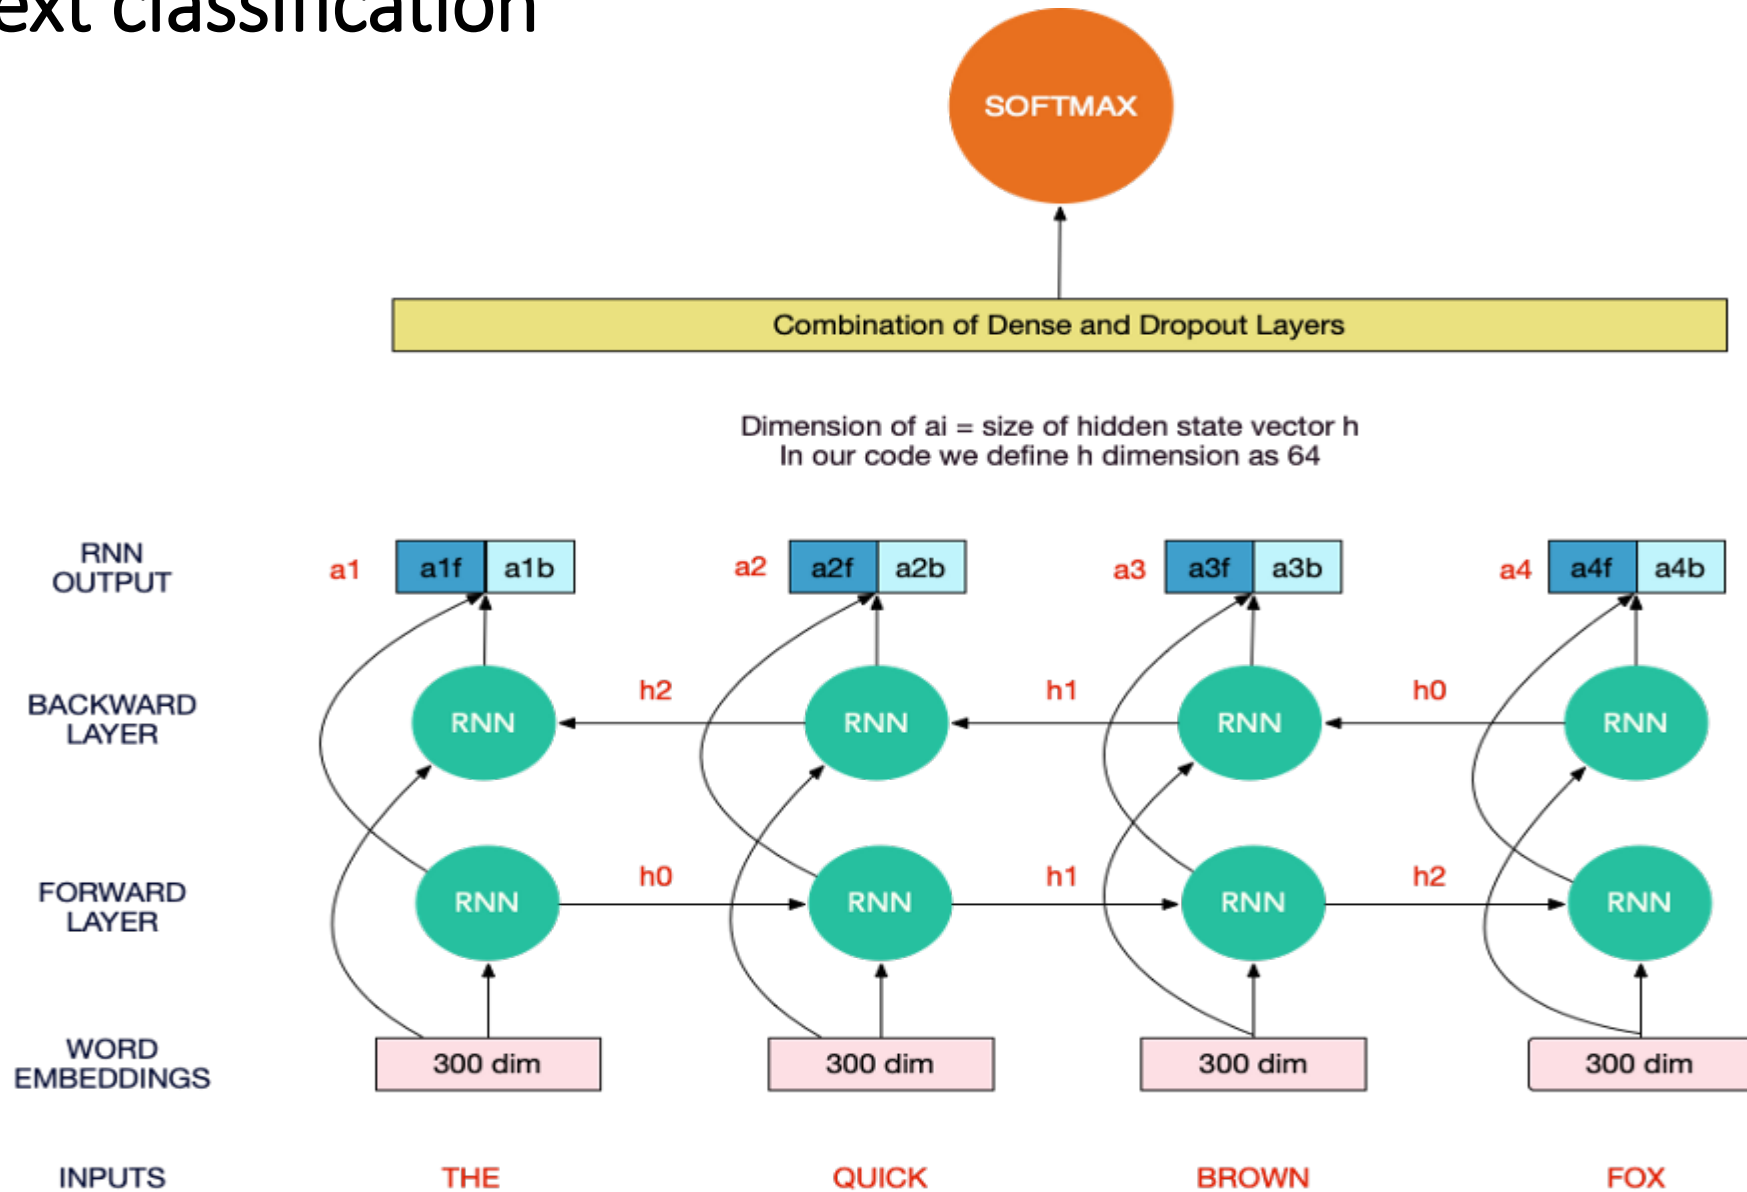 ext classification
SOFTMAX
Combination of Dense and Dropout Layers
Dimension of ai = size of hidden state vector h
In our code we define h dimension as 64
RNN
OUTPUT
a1 a1f a1b a2 a2f a2b a3 a3f a3b a4 a4f a4b
BACKWARD
LAYER
RNN h2 RNN h1 RNN h0 RNN
FORWARD
LAYER
RNN h0 RNN h1 RNN h2 RNN
WORD
EMBEDDINGS
300 dim 300 dim 300 dim 300 dim
INPUTS THE QUICK BROWN FOX